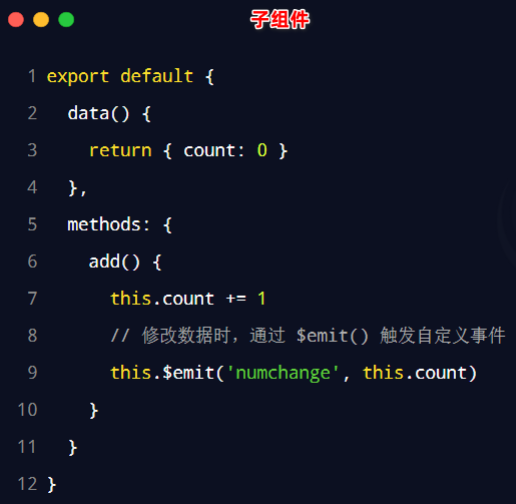 子组件
1 export default {
2   data() {
3     return { count: 0 }
4   },
5   methods: {
6     add() {
7       this.count += 1
8       // 修改数据时，通过 $emit() 触发自定义事件
9       this.$emit('numchange', this.count)
10     }
11   }
12 }